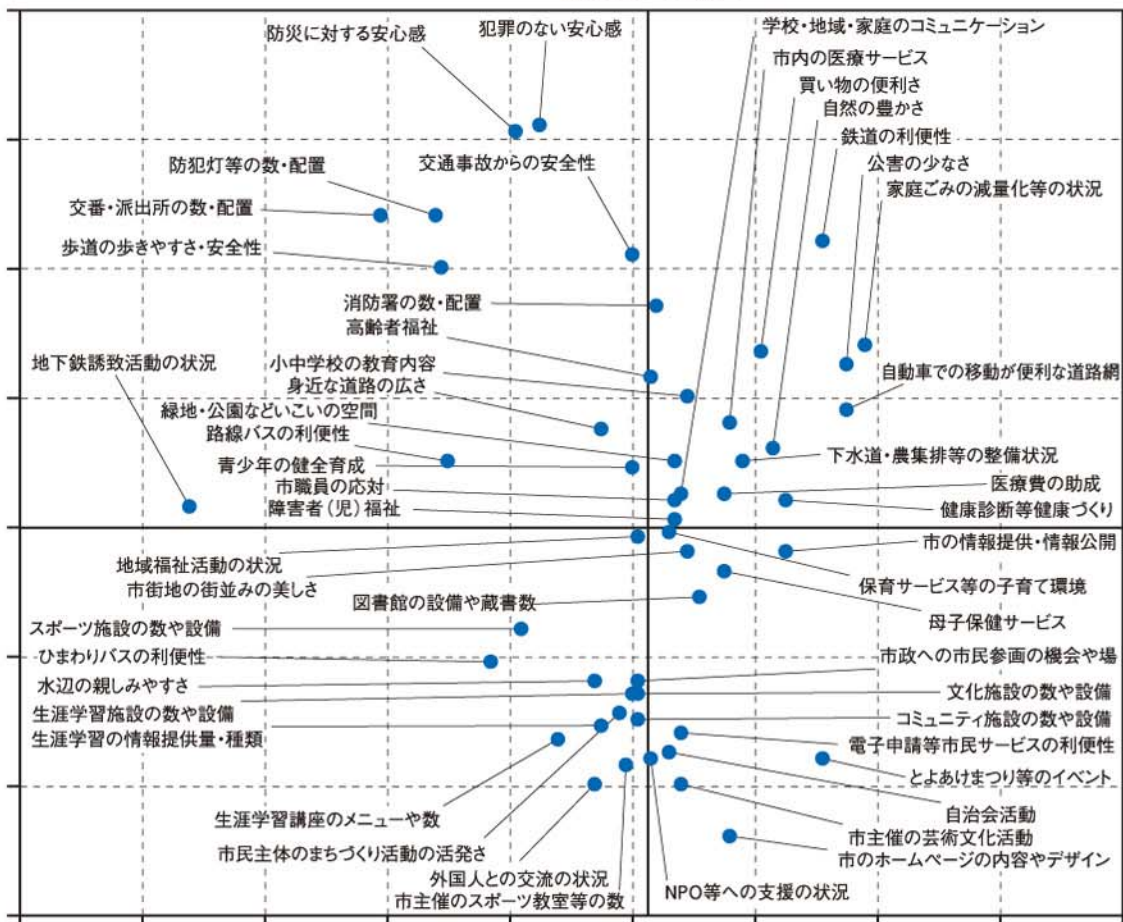 学校・地域・家庭のコミュニケーション
犯罪のない安心感
防災に対する安心感
市内の医療サービス
買い物の便利さ
自然の豊かさ
鉄道の利便性
交通事故からの安全性
公害の少なさ
防犯灯等の数・配置
家庭ごみの減量化等の状況
交番・派出所の数・配置
歩道の歩きやすさ・安全性
消防署の数・配置
高齢者福祉
地下鉄誘致活動の状況
小中学校の教育内容
自動車での移動が便利な道路網
身近な道路の広さ
緑地・公園などいこいの空間
路線バスの利便性
下水道・農集排等の整備状況
青少年の健全育成
市職員の応対
医療費の助成
障害者(児)福祉
健康診断等健康づくり
市の情報提供・情報公開
地域福祉活動の状況
市街地の街並みの美しさ
保育サービス等の子育て環境
図書館の設備や蔵書数
母子保健サービス
スポーツ施設の数や設備
ひまわりバスの利便性
市政への市民参画の機会や場
水辺の親しみやすさ
文化施設の数や設備
生涯学習施設の数や設備
コミュニティ施設の数や設備
生涯学習の情報提供量・種類
電子申請等市民サービスの利便性
とよあけまつり等のイベント
生涯学習講座のメニューや数
自治会活動
市主催の芸術文化活動
市民主体のまちづくり活動の活発さ
市のホームページの内容やデザイン
外国人との交流の状況
NPO等への支援の状況
市主催のスポーツ教室等の数